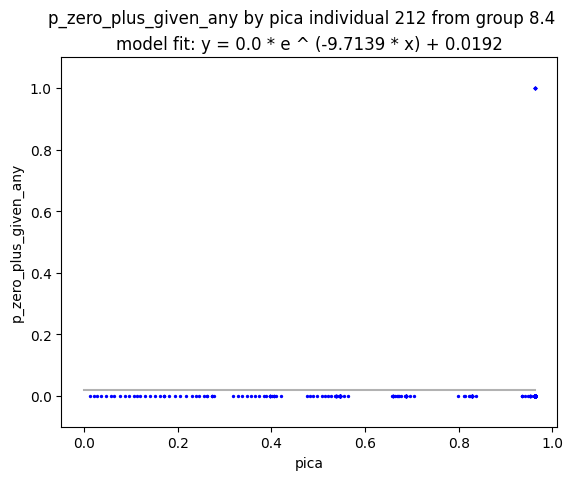 p_zero_plus_given_any by pica individual 212 from group 8.4
model fit: y = 0.0 * e ^ (-9.7139 * x) + 0.0192
p_zero_plus_given_any
1.0
0.8
0.6
0.4
0.2
0.0
0.0 0.2 0.4 0.6 0.8 1.0
pica